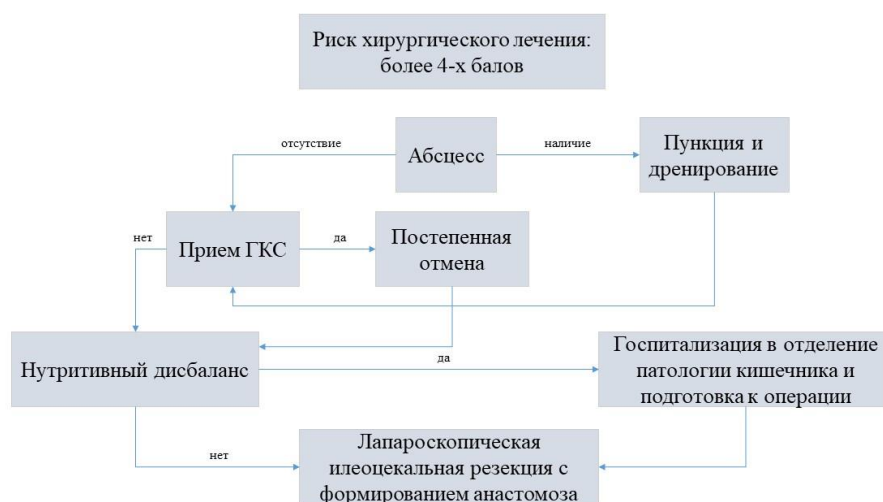 Риск хирургического лечения:
более 4-х балов
отсутствие
Абсцесс
наличие
Пункция и
дренирование
нет
Прием ГКС
да
Постепенная
отмена
Нутритивный дисбаланс
да
Госпитализация в отделение
патологии кишечника и
подготовка к операции
нет
Лапароскопическая
илеоцекальная резекция с
формированием анастомоза